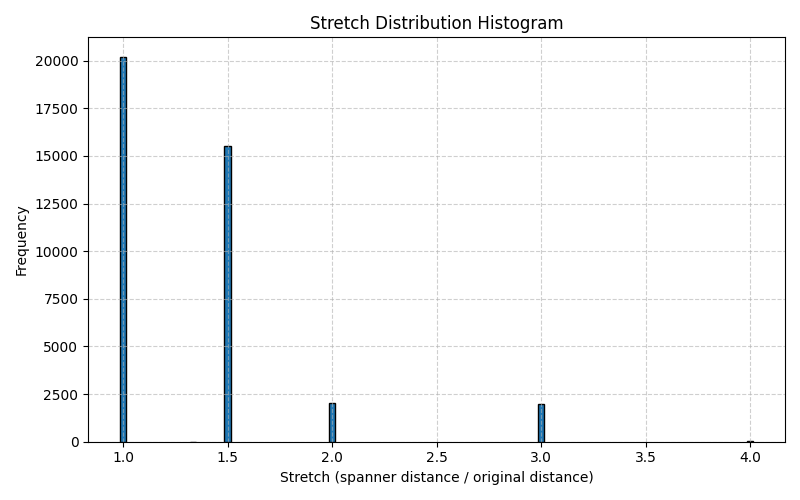 Stretch Distribution Histogram
20000
17500
15000
12500
10000
7500
5000
2500
0
Frequency
1.0 1.5 2.0 2.5 3.0 3.5 4.0
Stretch (spanner distance / original distance)